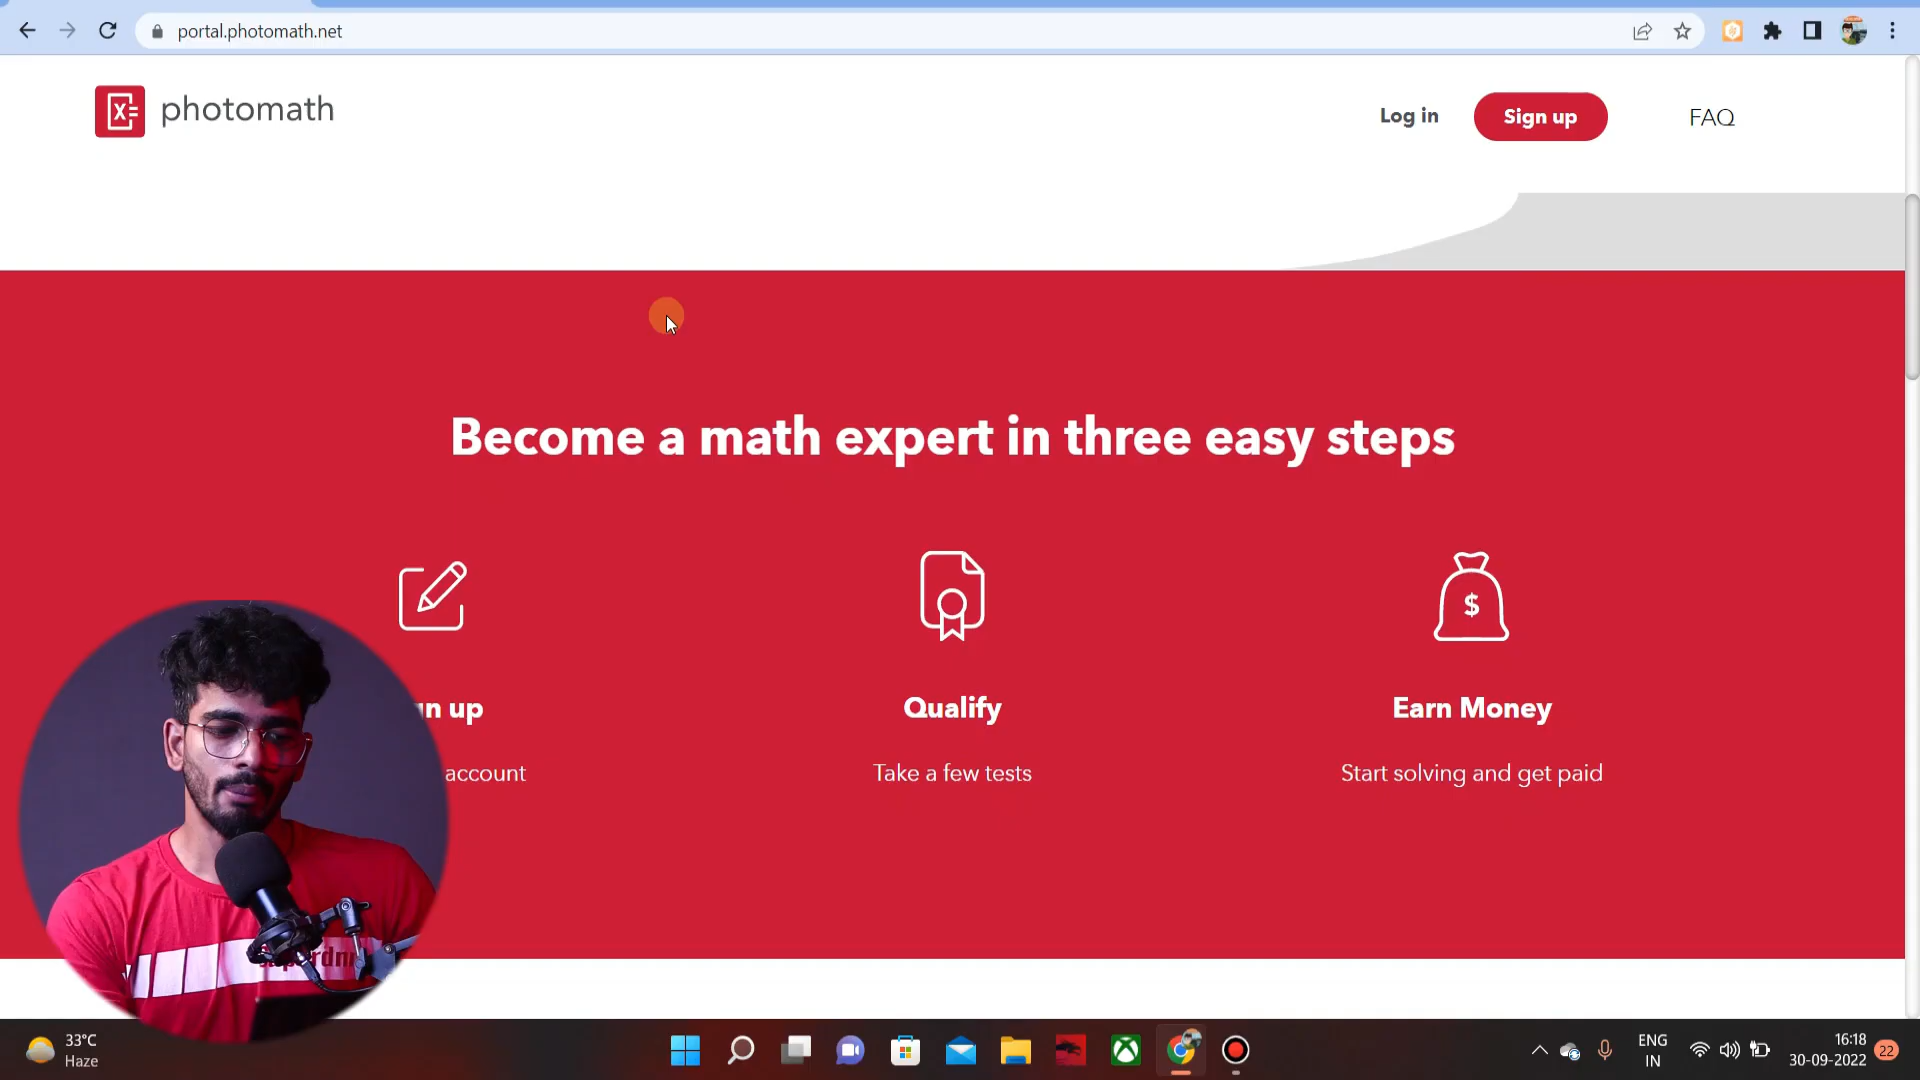 portal.photomath.net
photomath
Log in
Sign up
FAQ
Become a math expert in three easy steps
n up
Qualify
Earn Money
account
Take a few tests
Start solving and get paid
33°C
Haze
ENG
IN
16:18
30-09-2022
22